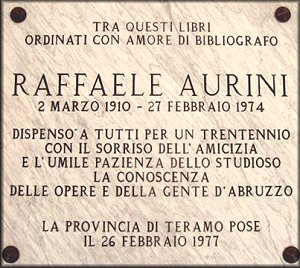 TRA QUESTI LIBRI
ORDINATI CON AMORE DI BIBLIOGRAFO
RAFFAELE AURINI
2 MARZO 1910 - 27 FEBBRAIO 1974
DISPENSO' A TUTTI PER UN TRENTENNIO
CON IL SORRISO DELL'AMICIZIA
E L'UMILE PAZIENZA DELLO STUDIOSO
LA CONOSCENZA
DELLE OPERE E DELLA GENTE D'ABRUZZO
LA PROVINCIA DI TERAMO POSE
IL 26 FEBBRAIO 1977